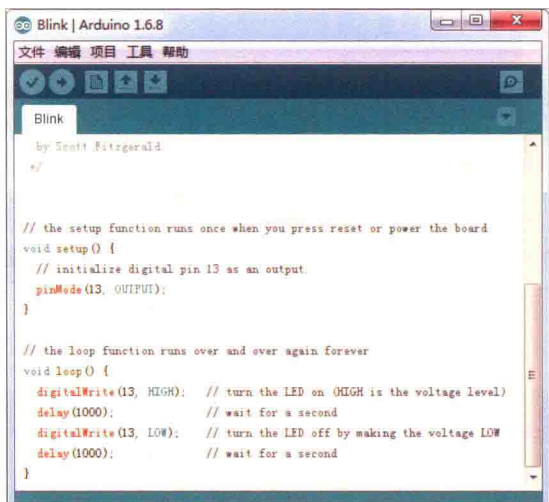 Blink | Arduino 1.6.8
文件 编辑 项目 工具 帮助
Blink
by Scott Fitzgerald
*/
// the setup function runs once when you press reset or power the board
void setup() {
// initialize digital pin 13 as an output.
pinMode(13, OUTPUT);
}
// the loop function runs over and over again forever
void loop() {
digitalWrite(13, HIGH); // turn the LED on (HIGH is the voltage level)
delay(1000); // wait for a second
digitalWrite(13, LOW); // turn the LED off by making the voltage LOW
delay(1000); // wait for a second
}